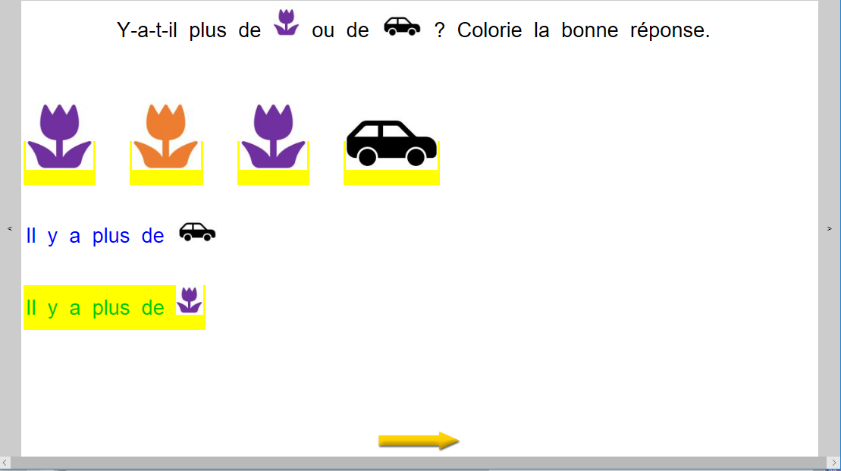 Y-a-t-il plus de ou de ? Colorie la bonne réponse.
Il y a plus de
Il y a plus de